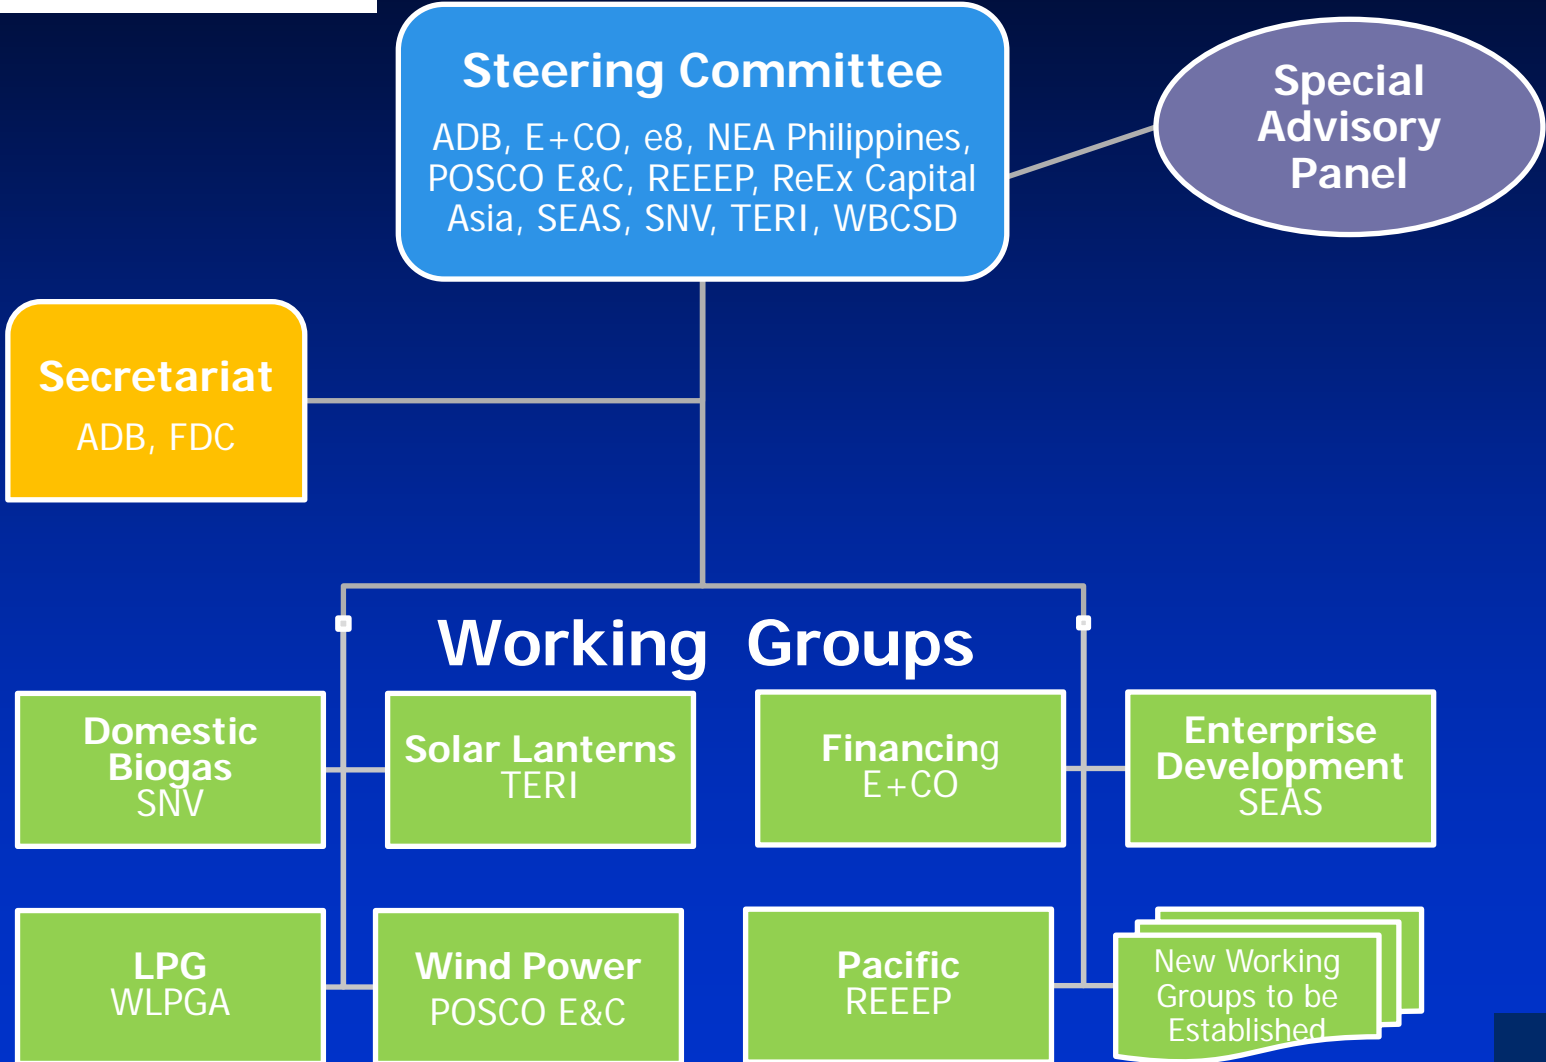 Steering Committee
ADB, E+CO, e8, NEA Philippines,
POSCO E&C, REEEP, ReEx Capital
Asia, SEAS, SNV, TERI, WBCSD
Special
Advisory
Panel
Secretariat
ADB, FDC
Working Groups
Domestic
Biogas
SNV
Solar Lanterns
TERI
Financing
E+CO
Enterprise
Development
SEAS
LPG
WLPGA
Wind Power
POSCO E&C
Pacific
REEEP
New Working
Groups to be
Established